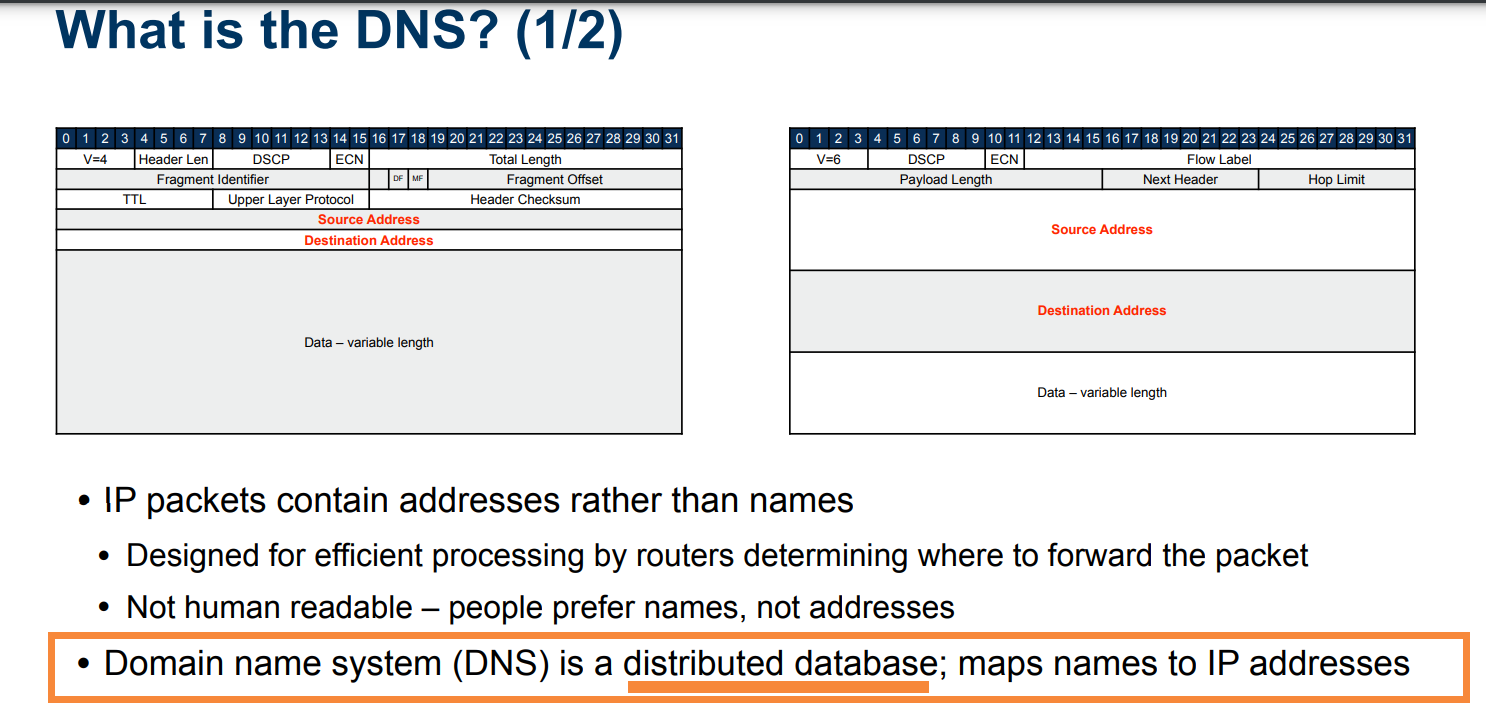 What is the DNS? (1/2)
0 1 2 3 4 5 6 7 8 9 10 11 12 13 14 15 16 17 18 19 20 21 22 23 24 25 26 27 28 29 30 31
V=4 Header Len DSCP ECN Total Length
Fragment Identifier DF MF Fragment Offset
TTL Upper Layer Protocol Header Checksum
Source Address
Destination Address
Data – variable length
0 1 2 3 4 5 6 7 8 9 10 11 12 13 14 15 16 17 18 19 20 21 22 23 24 25 26 27 28 29 30 31
V=6 DSCP ECN Flow Label
Payload Length Next Header Hop Limit
Source Address
Destination Address
Data – variable length
• IP packets contain addresses rather than names
• Designed for efficient processing by routers determining where to forward the packet
• Not human readable – people prefer names, not addresses
• Domain name system (DNS) is a distributed database; maps names to IP addresses